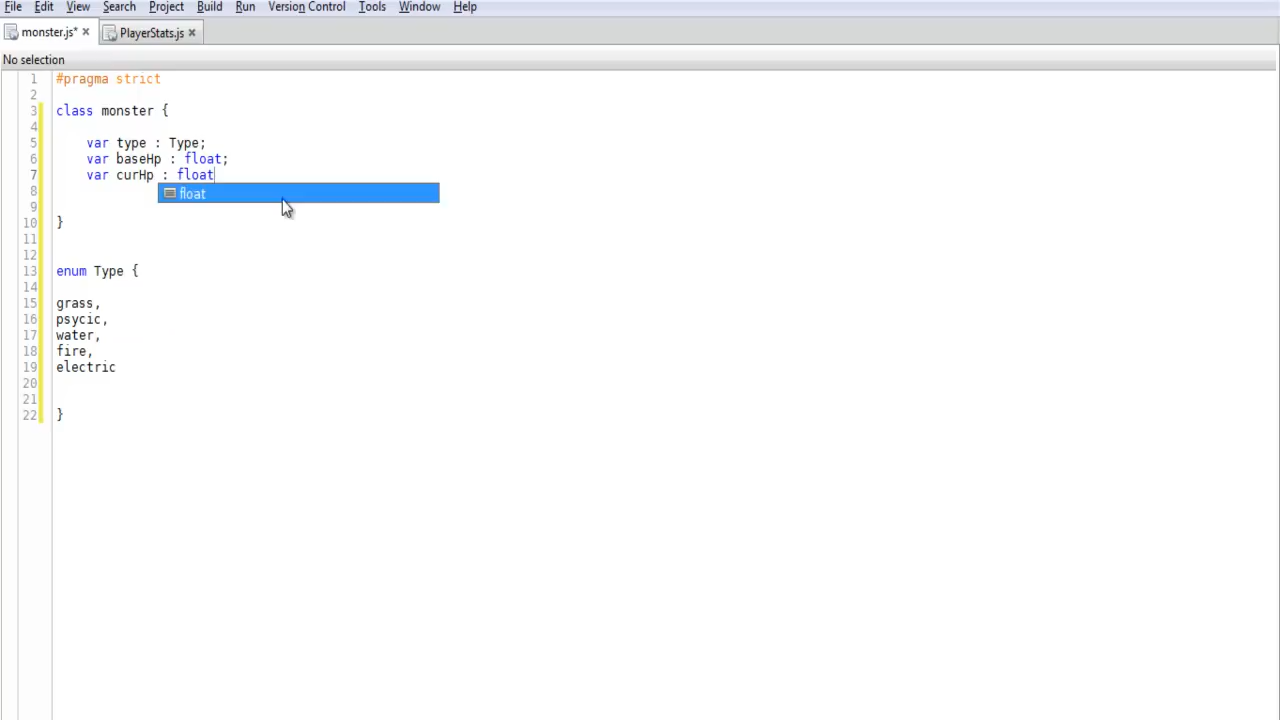 File Edit View Search Project Build Run Version Control Tools Window Help
monster.js* PlayerStats.js
No selection
1 #pragma strict
2
3 class monster {
4
5 var type : Type;
6 var baseHp : float;
7 var curHp : float
8 float
9
10 }
11
12
13 enum Type {
14
15 grass,
16 psycic,
17 water,
18 fire,
19 electric
20
21
22 }